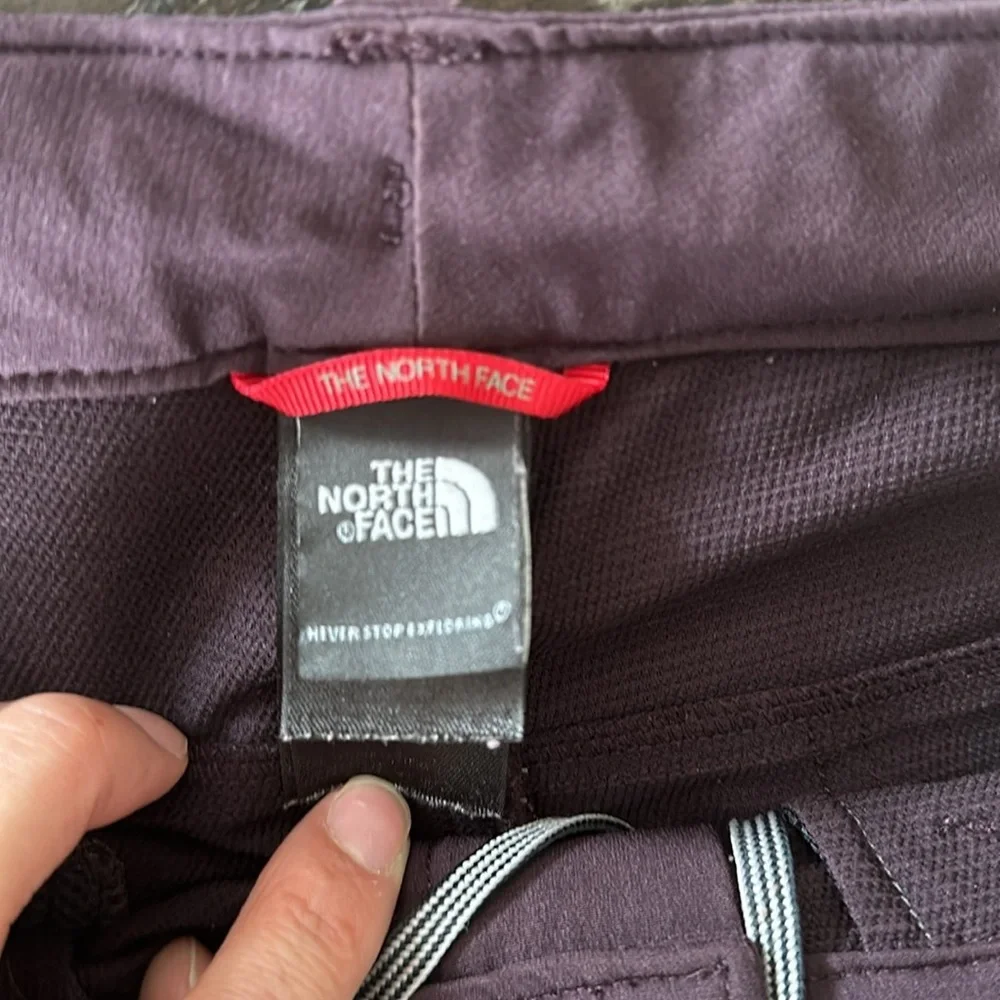 THE NORTH FACE
THE
NORTH
FACE
NEVER STOP EXPLORING